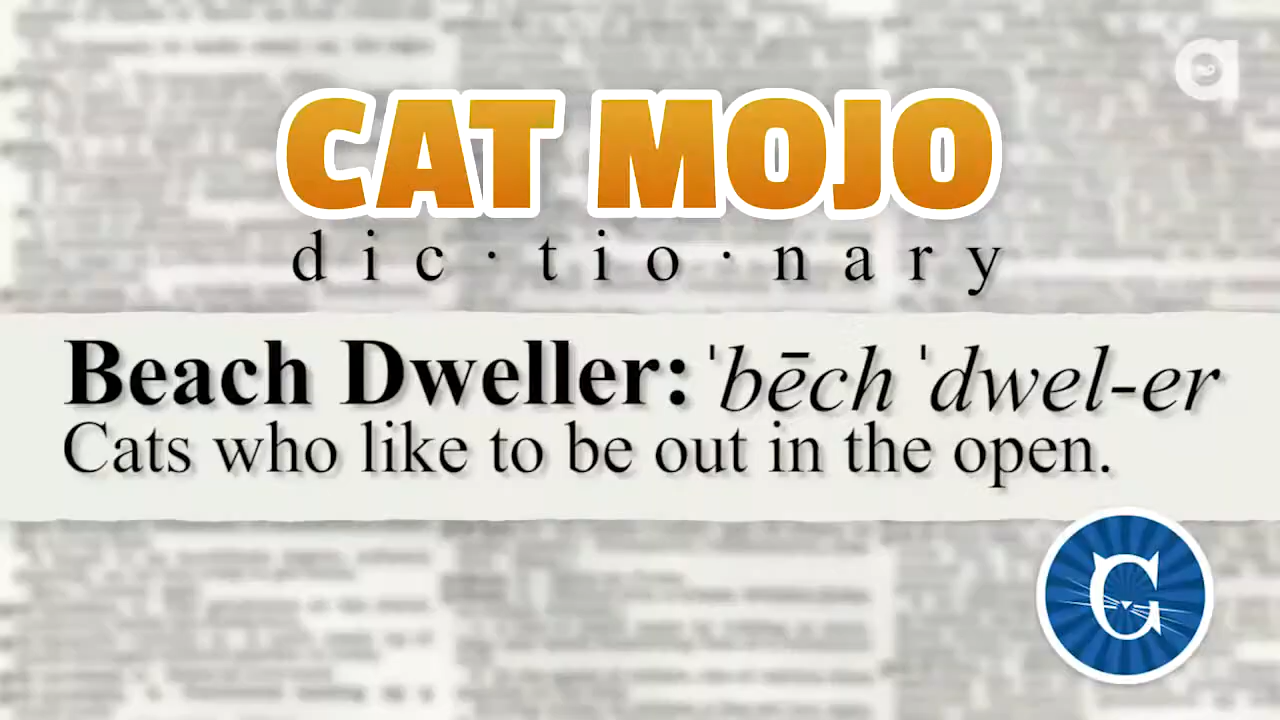 CAT MOJO
dic·tio·nary
Beach Dweller: ˈbēch ˈdwel-er
Cats who like to be out in the open.
G
a